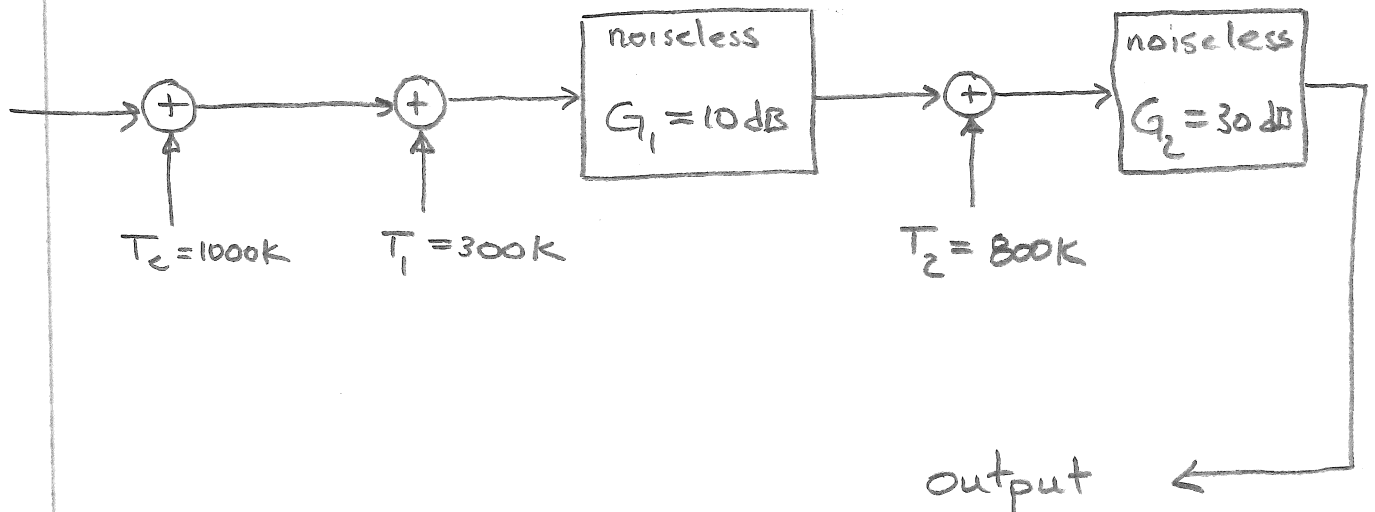 noiseless
G₁ = 10 dB
noiseless
G₂ = 30 dB
+
+
+
Tₑ = 1000K
T₁ = 300K
T₂ = 800K
output